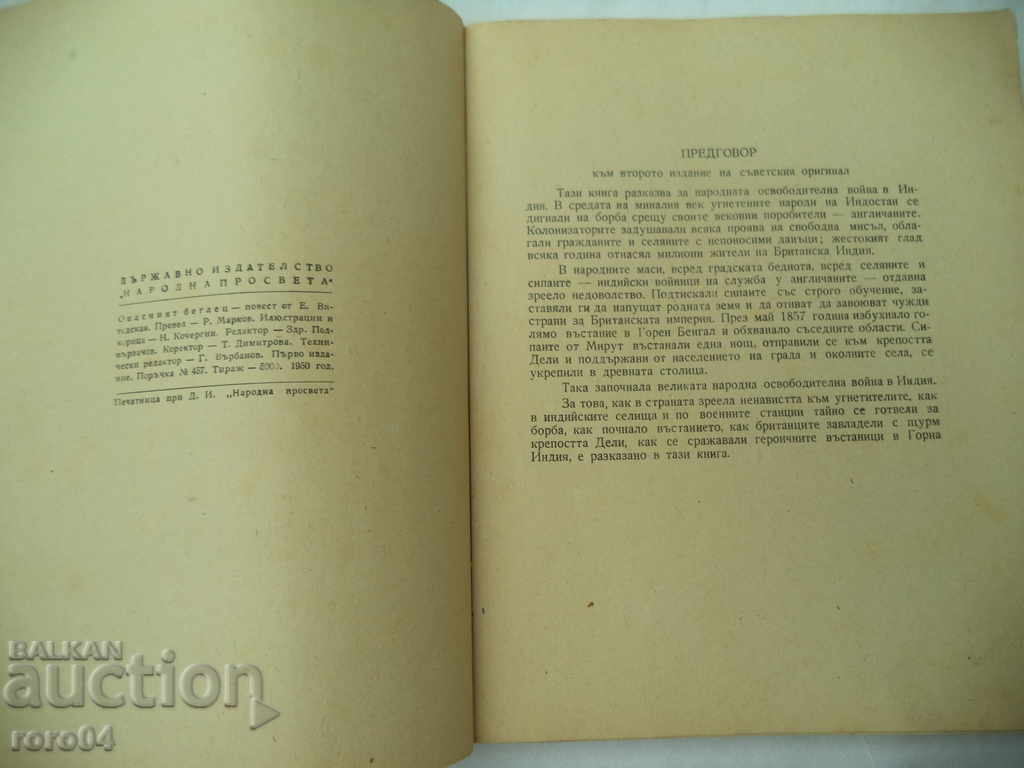 ДЪРЖАВНО ИЗДАТЕЛСТВО
„НАРОДНА ПРОСВЕТА“
Опасният беглец — повест от Е. Ви-
тковская. Превел — Р. Марков. Илюстрации и
корица — Н. Кочергин. Редактор — Здр. Под-
вързачов. Коректор — Т. Димитрова. Техни-
чески редактор — Г. Върбанов. Първо изда-
ние. Поръчка № 457. Тираж — 5000. 1950 год.
Печатница при Д. И. „Народна просвета“
ПРЕДГОВОР
към второто издание на съветския оригинал
Тази книга разказва за народната освободителна война в Ин-
дия. В средата на миналия век угнетените народи на Индостан се
дигнали на борба срещу своите вековни поробители — англичаните.
Колонизаторите задушавали всяка проява на свободна мисъл, обла-
гали гражданите и селяните с непоносими данъци; жестокият глад
всяка година отнасял милиони жители на Британска Индия.
В народните маси, всред градската беднота, всред селяните и
сипаите — индийски войници на служба у англичаните — отдавна
зреело недоволство. Подтискали сипаите със строго обучение, за-
ставяли ги да напущат родната земя и да отиват да завоюват чужди
страни за Британската империя. През май 1857 година избухнало го-
лямо въстание в Горен Бенгал и обхванало съседните области. Си-
паите от Мирут въстанали една нощ, отправили се към крепостта
Дели и поддържани от населението на града и околните села, се
укрепили в древната столица.
Така започнала великата народна освободителна война в Индия.
За това, как в страната зреела ненавистта към угнетителите, как
в индийските селища и по военните станции тайно се готвели за
борба, как почнало въстанието, как британците завладели с щурм
крепостта Дели, как се сражавали героичните въстаници в Горна
Индия, е разказано в тази книга.
BALKAN
auction
roro04